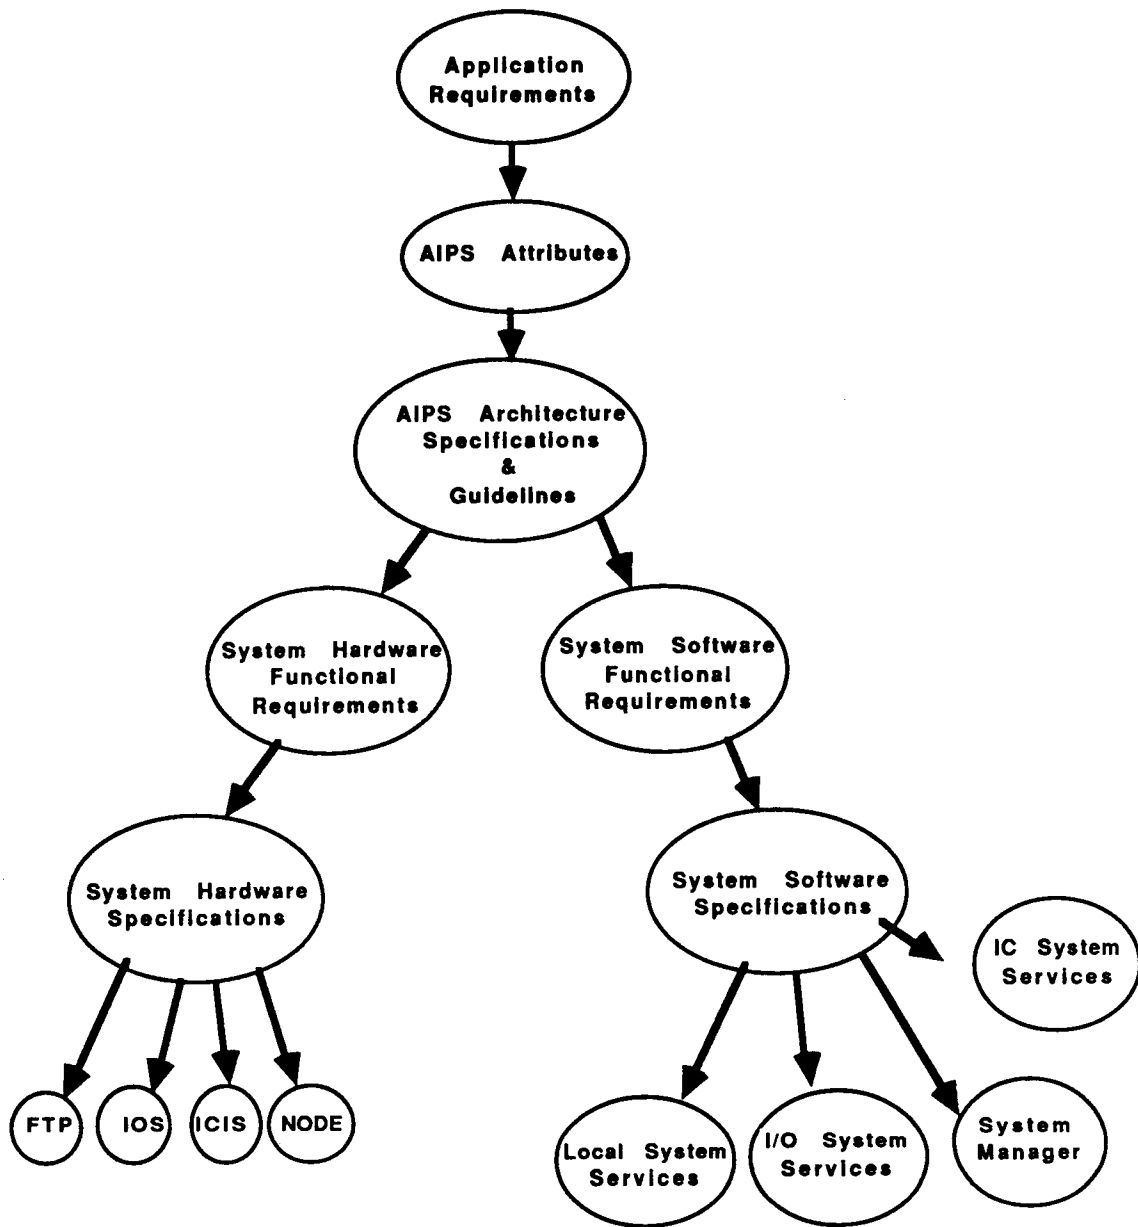 Application
Requirements
AIPS Attributes
AIPS Architecture
Specifications
&
Guidelines
System Hardware
Functional
Requirements
System Software
Functional
Requirements
System Hardware
Specifications
System Software
Specifications
IC System
Services
FTP
IOS
ICIS
NODE
Local System
Services
I/O System
Services
System
Manager